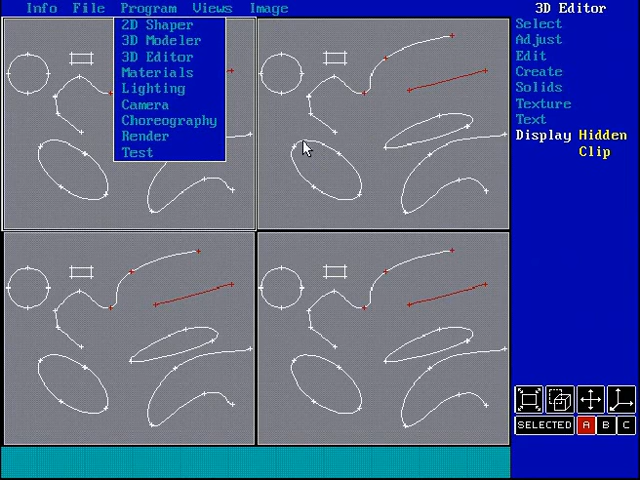 Info File Program Views Image 3D Editor
2D Shaper
3D Modeler
3D Editor
Materials
Lighting
Camera
Choreography
Render
Test
Select
Adjust
Edit
Create
Solids
Texture
Text
Display Hidden
Clip
SELECTED A B C